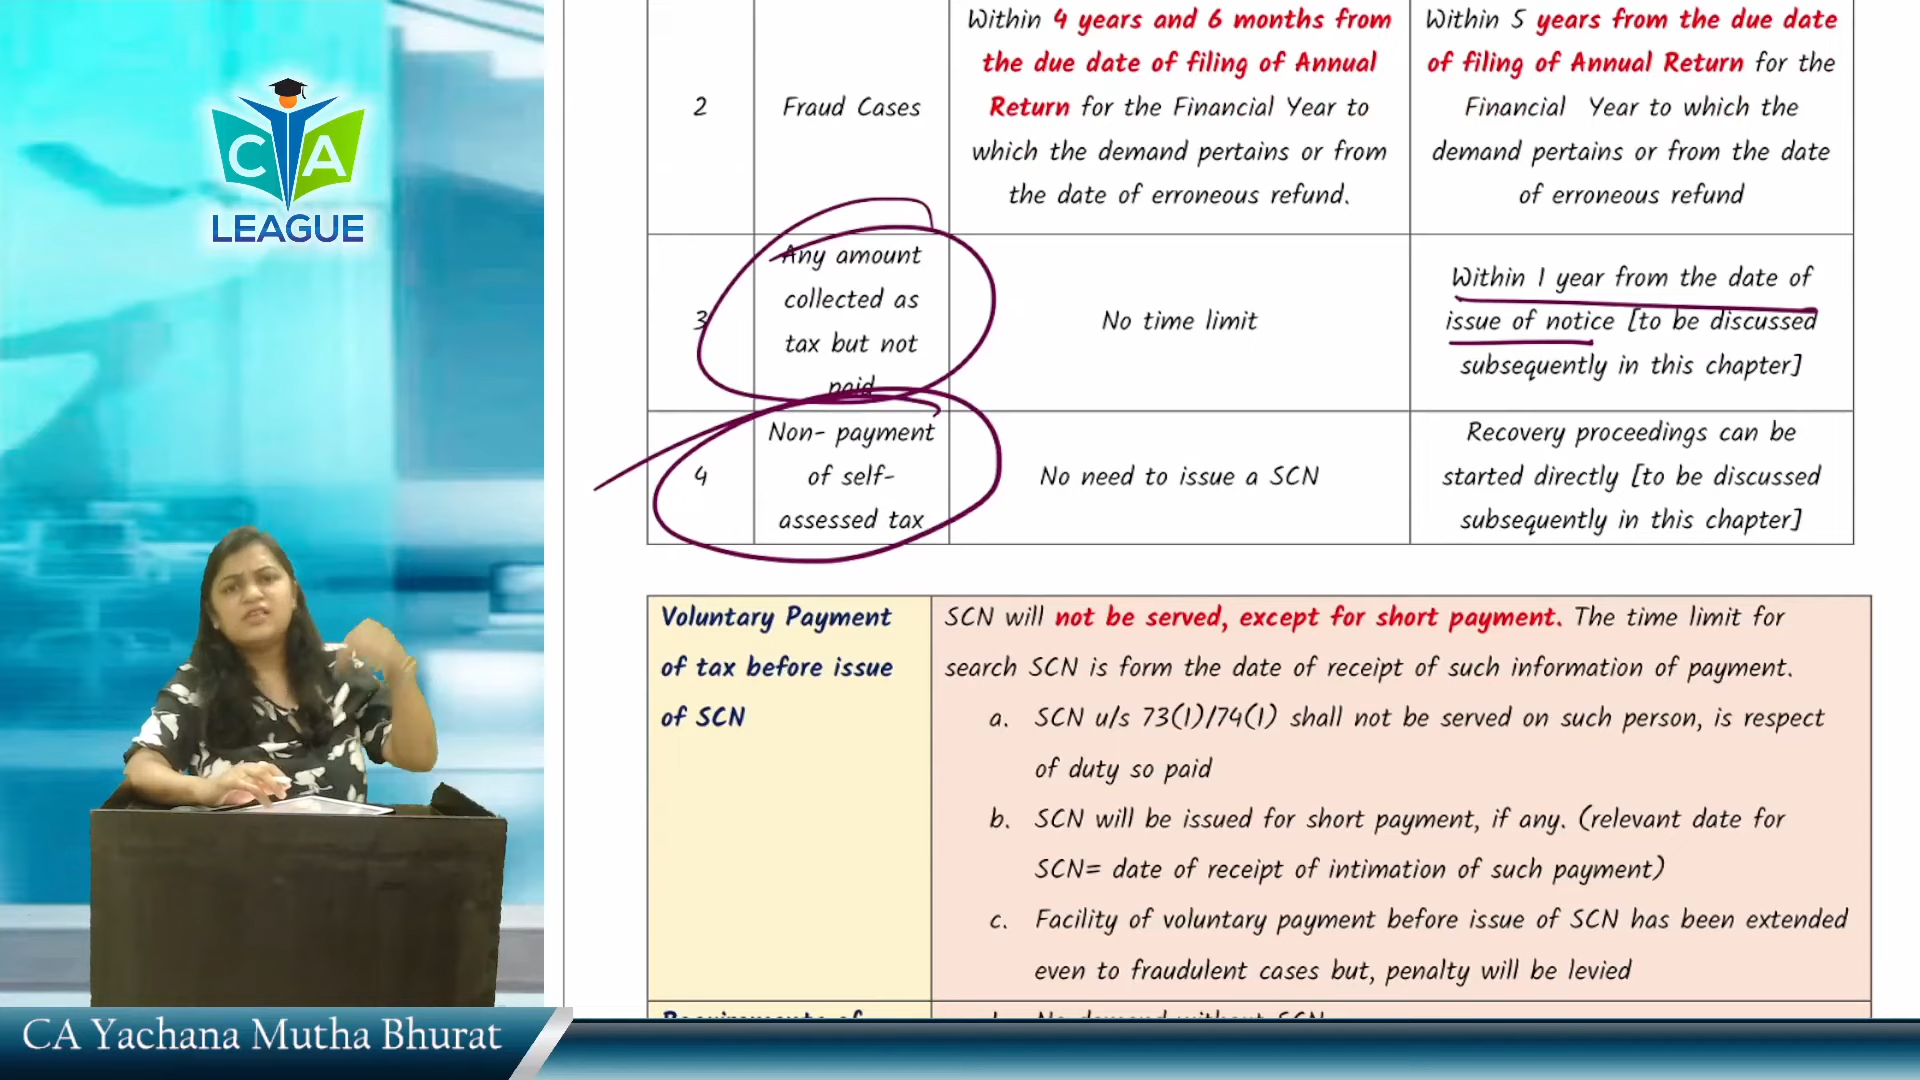 C A
LEAGUE
2
Fraud Cases
Within 4 years and 6 months from
the due date of filing of Annual
Return for the Financial Year to
which the demand pertains or from
the date of erroneous refund.
Within 5 years from the due date
of filing of Annual Return for the
Financial Year to which the
demand pertains or from the date
of erroneous refund
3
Any amount
collected as
tax but not
paid
No time limit
Within 1 year from the date of
issue of notice [to be discussed
subsequently in this chapter]
4
Non- payment
of self-
assessed tax
No need to issue a SCN
Recovery proceedings can be
started directly [to be discussed
subsequently in this chapter]
Voluntary Payment
of tax before issue
of SCN
SCN will not be served, except for short payment. The time limit for
search SCN is form the date of receipt of such information of payment.
a. SCN u/s 73(1)/74(1) shall not be served on such person, is respect
of duty so paid
b. SCN will be issued for short payment, if any. (relevant date for
SCN= date of receipt of intimation of such payment)
c. Facility of voluntary payment before issue of SCN has been extended
even to fraudulent cases but, penalty will be levied
Requirements of
No demand without SCN
CA Yachana Mutha Bhurat